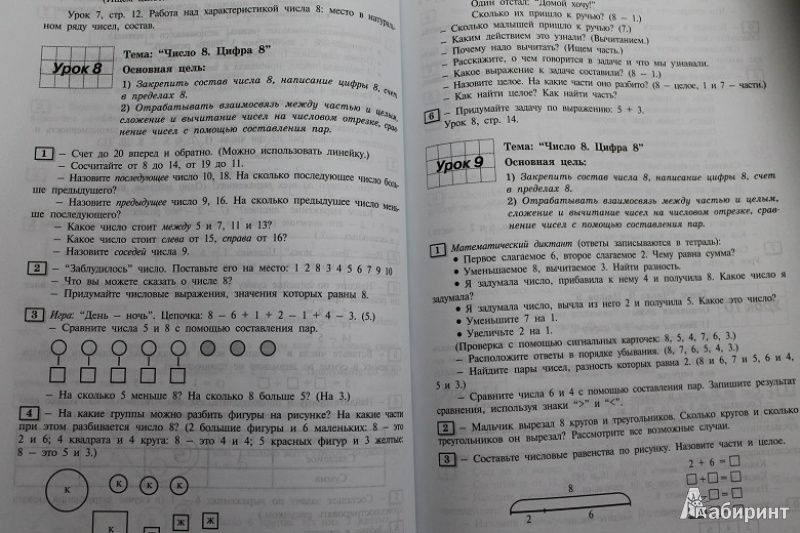 Урок 7, стр. 12. Работа над характеристикой числа 8: место в натураль-
ном ряду чисел, состав.
Урок 8
Тема: "Число 8. Цифра 8"
Основная цель:
1) Закрепить состав числа 8, написание цифры 8, счет
в пределах 8.
2) Отрабатывать взаимосвязь между частью и целым,
сложение и вычитание чисел на числовом отрезке, срав-
нение чисел с помощью составления пар.
1 – Счет до 20 вперед и обратно. (Можно использовать линейку.)
– Сосчитайте от 8 до 14, от 19 до 11.
– Назовите последующее число 10, 18. На сколько последующее число боль-
ше предыдущего?
– Назовите предыдущее число 9, 16. На сколько предыдущее число мень-
ше последующего?
– Какое число стоит между 5 и 7, 11 и 13?
– Какое число стоит слева от 15, справа от 16?
– Назовите соседей числа 9.
2 – "Заблудилось" число. Поставьте его на место: 1 2 8 3 4 5 6 7 9 10
– Что вы можете сказать о числе 8?
– Придумайте числовые выражения, значения которых равны 8.
3 Игра: "День – ночь". Цепочка: 8 – 6 + 1 + 2 – 1 + 4 – 3. (5.)
– Сравните числа 5 и 8 с помощью составления пар.
– На сколько 5 меньше 8? На сколько 8 больше 5? (На 3.)
4 – На какие группы можно разбить фигуры на рисунке? На какие части
при этом разбивается число 8? (2 большие фигуры и 6 маленьких: 8 – это
2 и 6; 4 квадрата и 4 круга: 8 – это 4 и 4; 5 красных фигур и 3 желтые:
8 – это 5 и 3.)
К К К К
К Ж Ж
Один отстал: "Домой хочу!"
Сколько их пришло к ручью? (8 – 1.)
– Сколько малышей пришло к ручью? (7.)
– Каким действием это узнали? (Вычитанием.)
– Почему надо вычитать? (Ищем часть.)
– Расскажите, о чем говорится в задаче и что мы узнавали.
– Какое выражение к задаче составили? (8 – 1.)
– Назовите целое. На какие части оно разбито? (8 – целое, 1 и 7 – части.)
– Как найти целое? Как найти часть?
6 – Придумайте задачу по выражению: 5 + 3.
Урок 8, стр. 14.
Урок 9
Тема: "Число 8. Цифра 8"
Основная цель:
1) Закрепить состав числа 8, написание цифры 8, счет
в пределах 8.
2) Отрабатывать взаимосвязь между частью и целым,
сложение и вычитание чисел на числовом отрезке, срав-
нение чисел с помощью составления пар.
1 Математический диктант (ответы записываются в тетрадь):
• Первое слагаемое 6, второе слагаемое 2. Чему равна сумма?
• Уменьшаемое 8, вычитаемое 3. Найти разность.
• Я задумала число, прибавила к нему 4 и получила 8. Какое число я
задумала?
• Я задумала число, вычла из него 2 и получила 5. Какое это число?
• Уменьшите 7 на 1.
• Увеличьте 2 на 1.
(Проверка с помощью сигнальных карточек: 8, 5, 4, 7, 6, 3.)
– Расположите ответы в порядке убывания. (8, 7, 6, 5, 4, 3.)
– Найдите пары чисел, разность которых равна 2. (8 и 6, 7 и 5, 6 и 4,
5 и 3.)
– Сравните числа 6 и 4 с помощью составления пар. Запишите результат
сравнения, используя знаки ">" и "<".
2 – Мальчик вырезал 8 кругов и треугольников. Сколько кругов и сколько
треугольников он вырезал? Рассмотрите все возможные случаи.
3 – Составьте числовые равенства по рисунку. Назовите части и целое.
8
2 6
2 + 6 =
+ =
– =
– =
Лабиринт